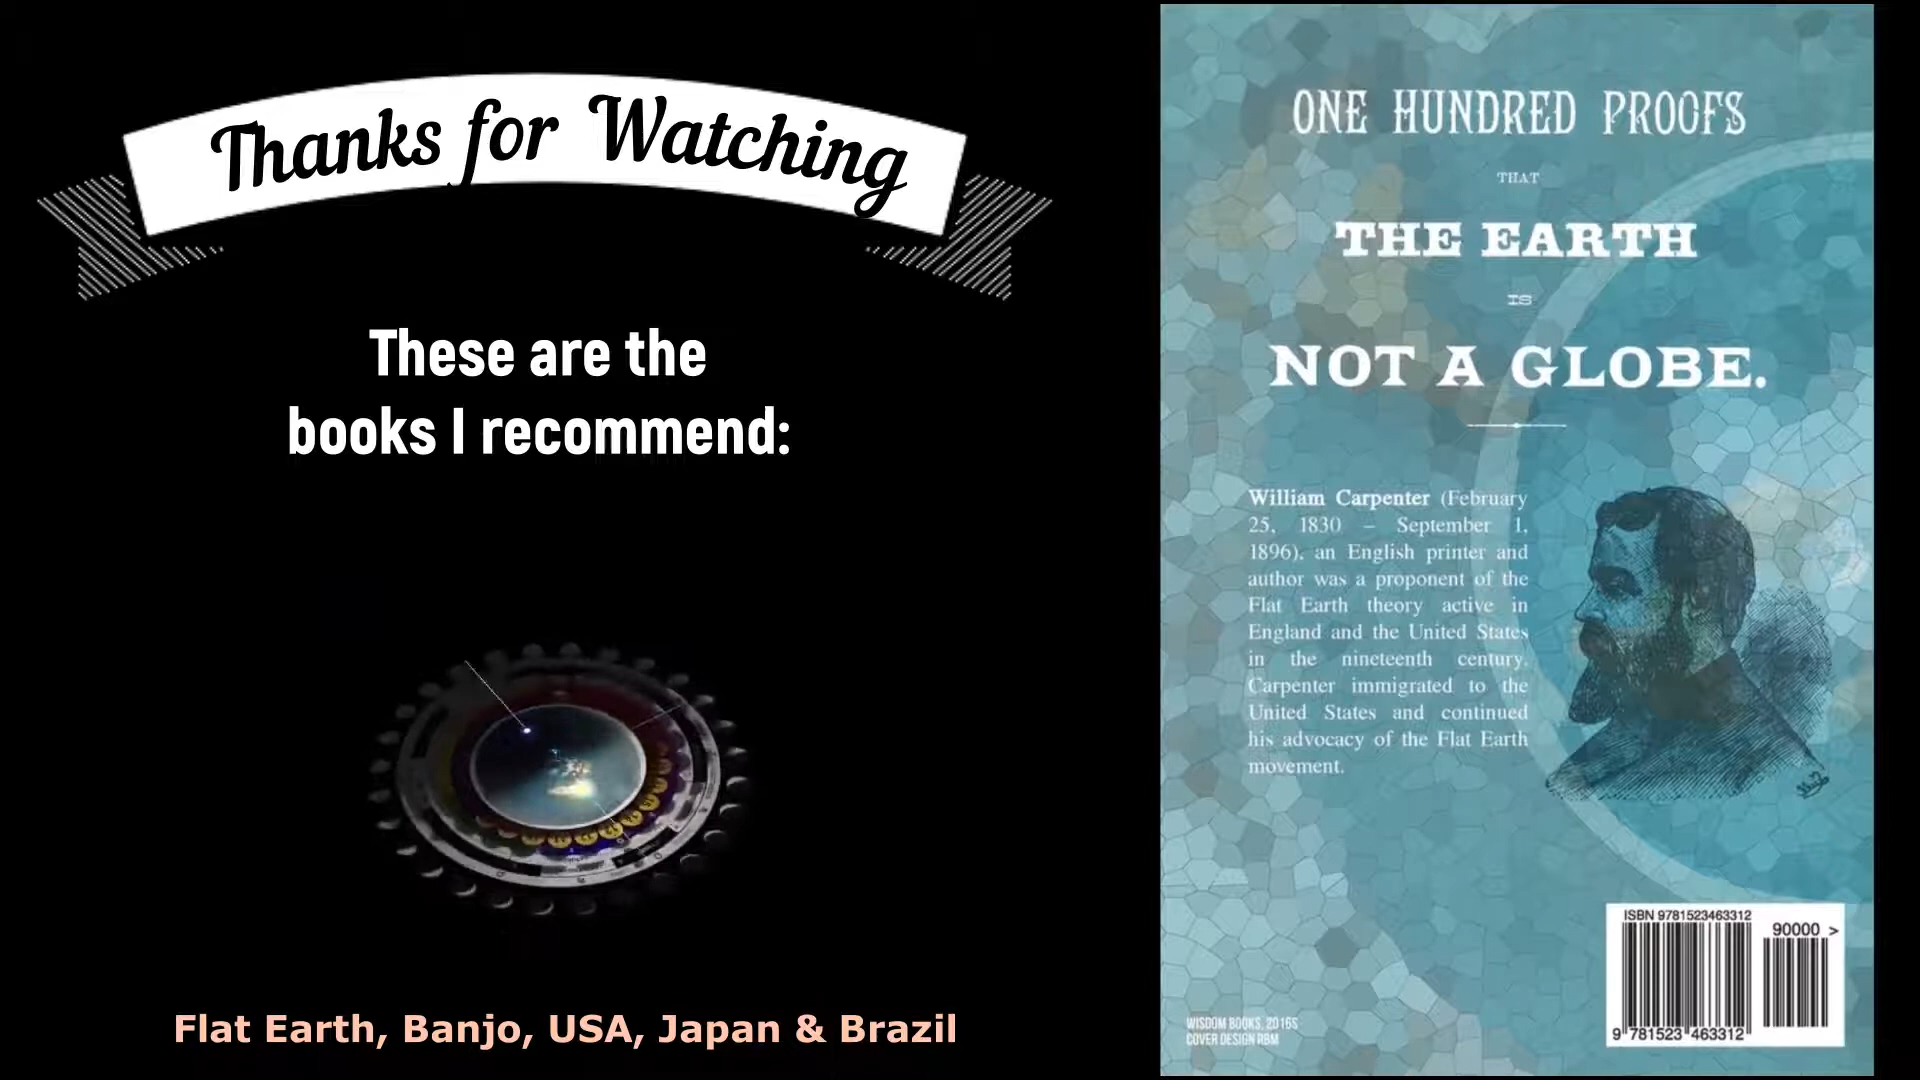 Thanks for Watching
These are the
books I recommend:
Flat Earth, Banjo, USA, Japan & Brazil
ONE HUNDRED PROOFS
THAT
THE EARTH
IS
NOT A GLOBE.
William Carpenter (February
25, 1830 – September 1,
1896), an English printer and
author was a proponent of the
Flat Earth theory active in
England and the United States
in the nineteenth century.
Carpenter immigrated to the
United States and continued
his advocacy of the Flat Earth
movement.
ISBN 9781523463312
90000 >
9 781523 463312
WISDOM BOOKS, 2016S
COVER DESIGN RBM